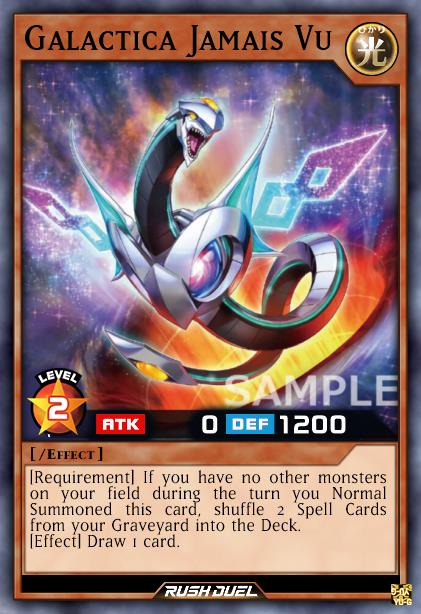 GALACTICA JAMAIS VU
ひかり
光
SAMPLE
LEVEL
2
ATK 0 DEF 1200
[/EFFECT]
[Requirement] If you have no other monsters
on your field during the turn you Normal
Summoned this card, shuffle 2 Spell Cards
from your Graveyard into the Deck.
[Effect] Draw 1 card.
RUSH DUEL